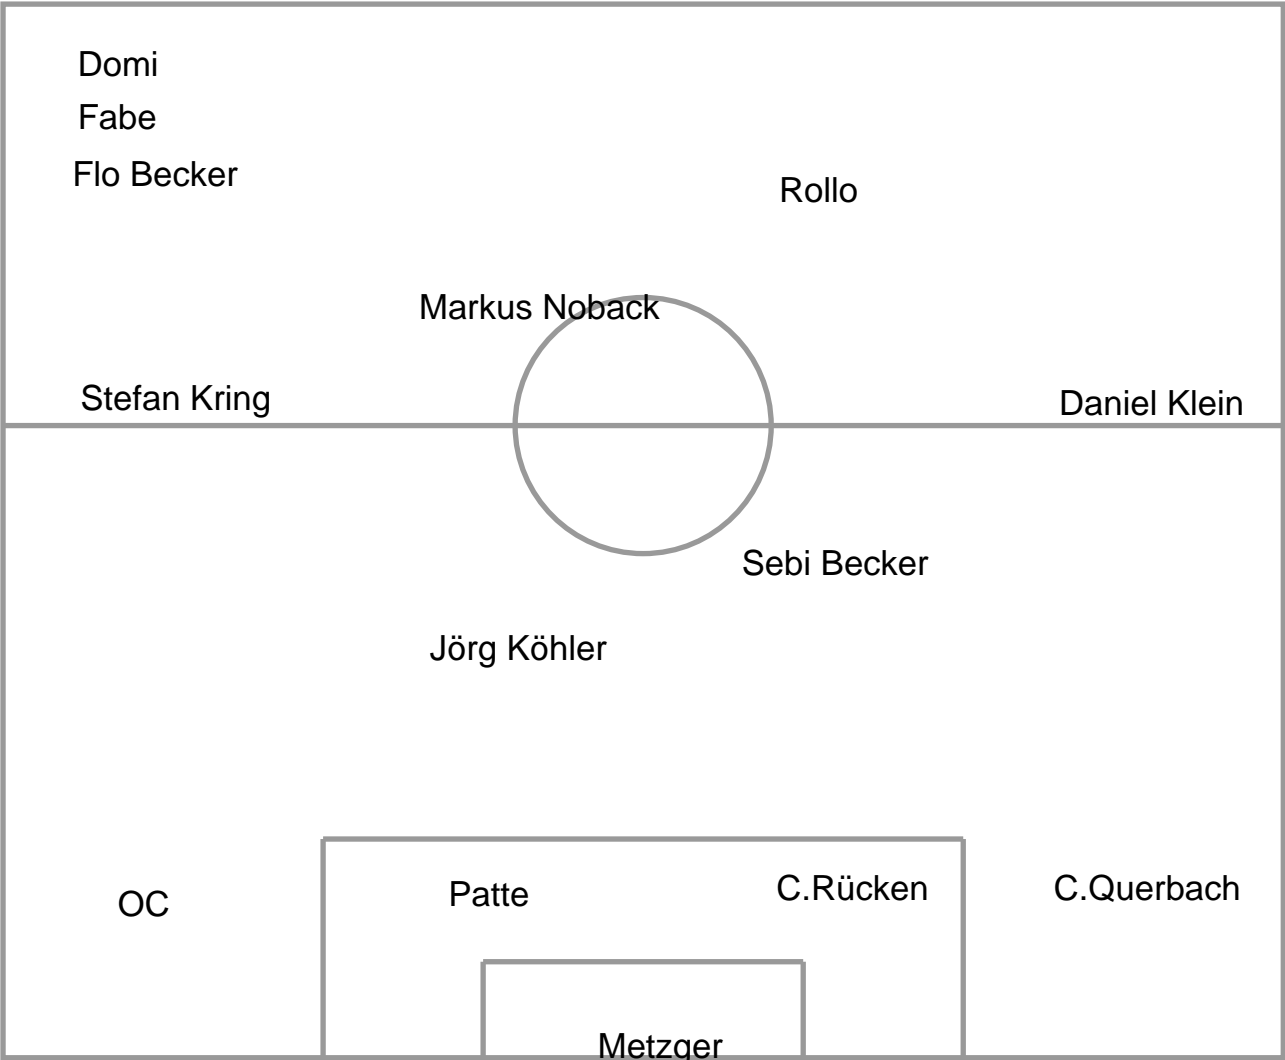 Domi
Fabe
Flo Becker
Rollo
Markus Noback
Stefan Kring
Daniel Klein
Sebi Becker
Jörg Köhler
OC
Patte
C.Rücken
C.Querbach
Metzger